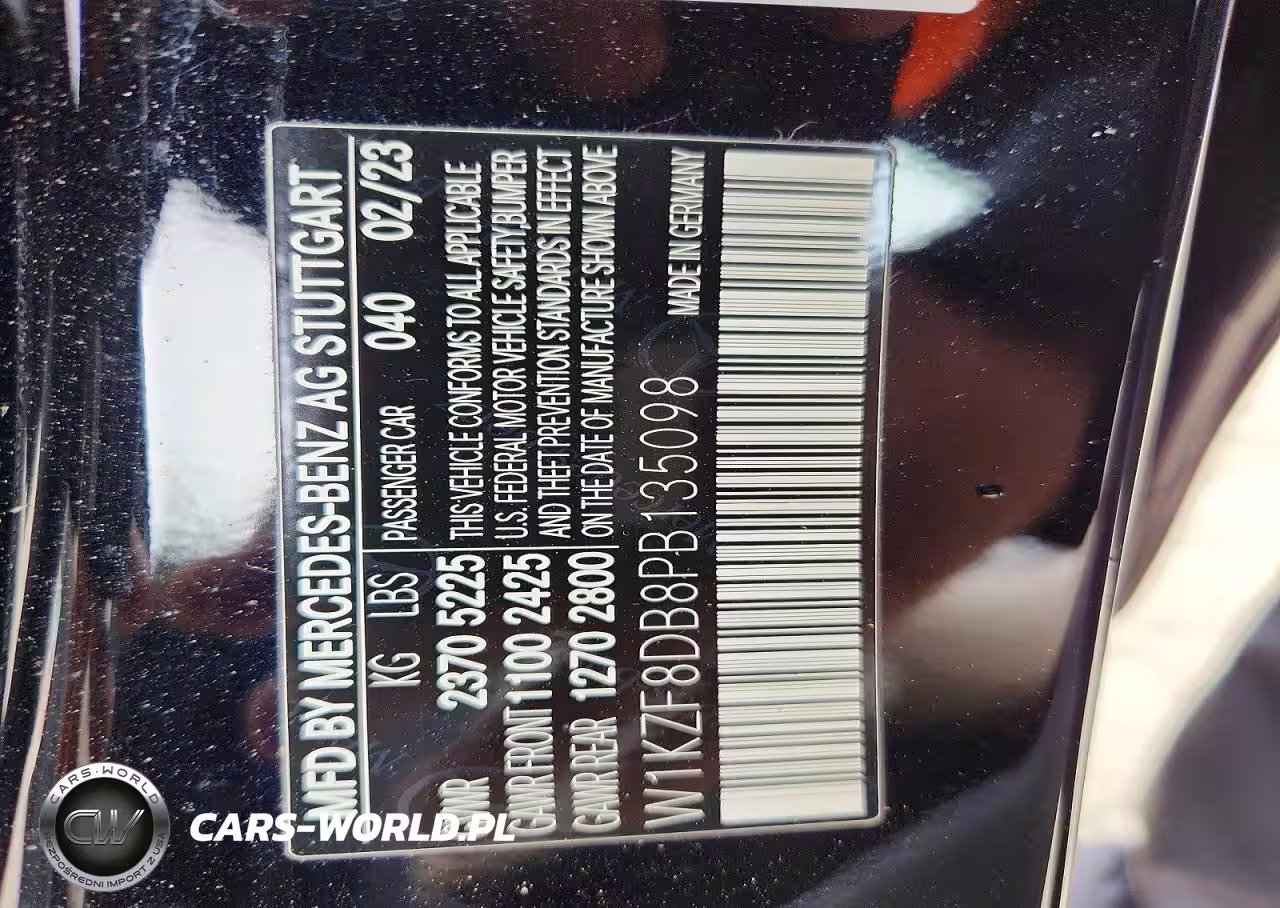 MFD BY MERCEDES-BENZ AG STUTTGART
KG LBS PASSENGER CAR 040 02/23
GVWR 2370 5225 THIS VEHICLE CONFORMS TO ALL APPLICABLE
U.S. FEDERAL MOTOR VEHICLE SAFETY,BUMPER
GAWR FRONT 1100 2425 AND THEFT PREVENTION STANDARDS IN EFFECT
GAWR REAR 1270 2800 ON THE DATE OF MANUFACTURE SHOWN ABOVE
W1KZF8DB8PB135098 MADE IN GERMANY
CARS-WORLD
CW
BEZPOŚREDNI IMPORT Z USA
CARS-WORLD.PL